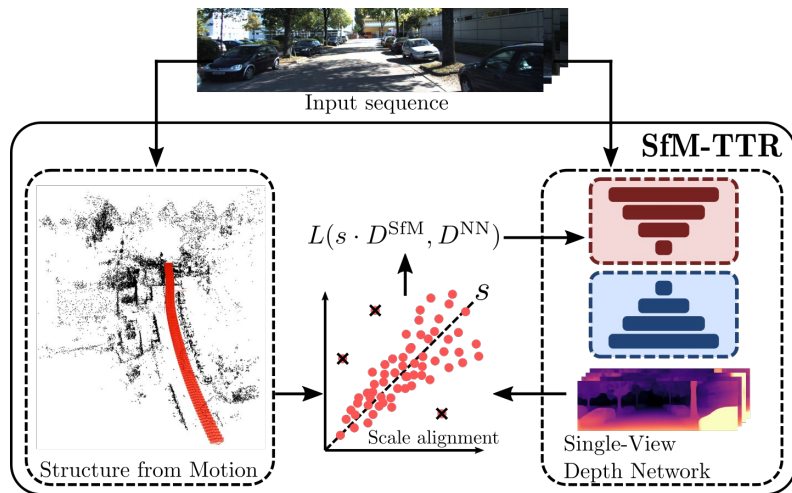 Input sequence
SfM-TTR
L(s · D^SfM, D^NN)
s
Scale alignment
Structure from Motion
Single-View
Depth Network